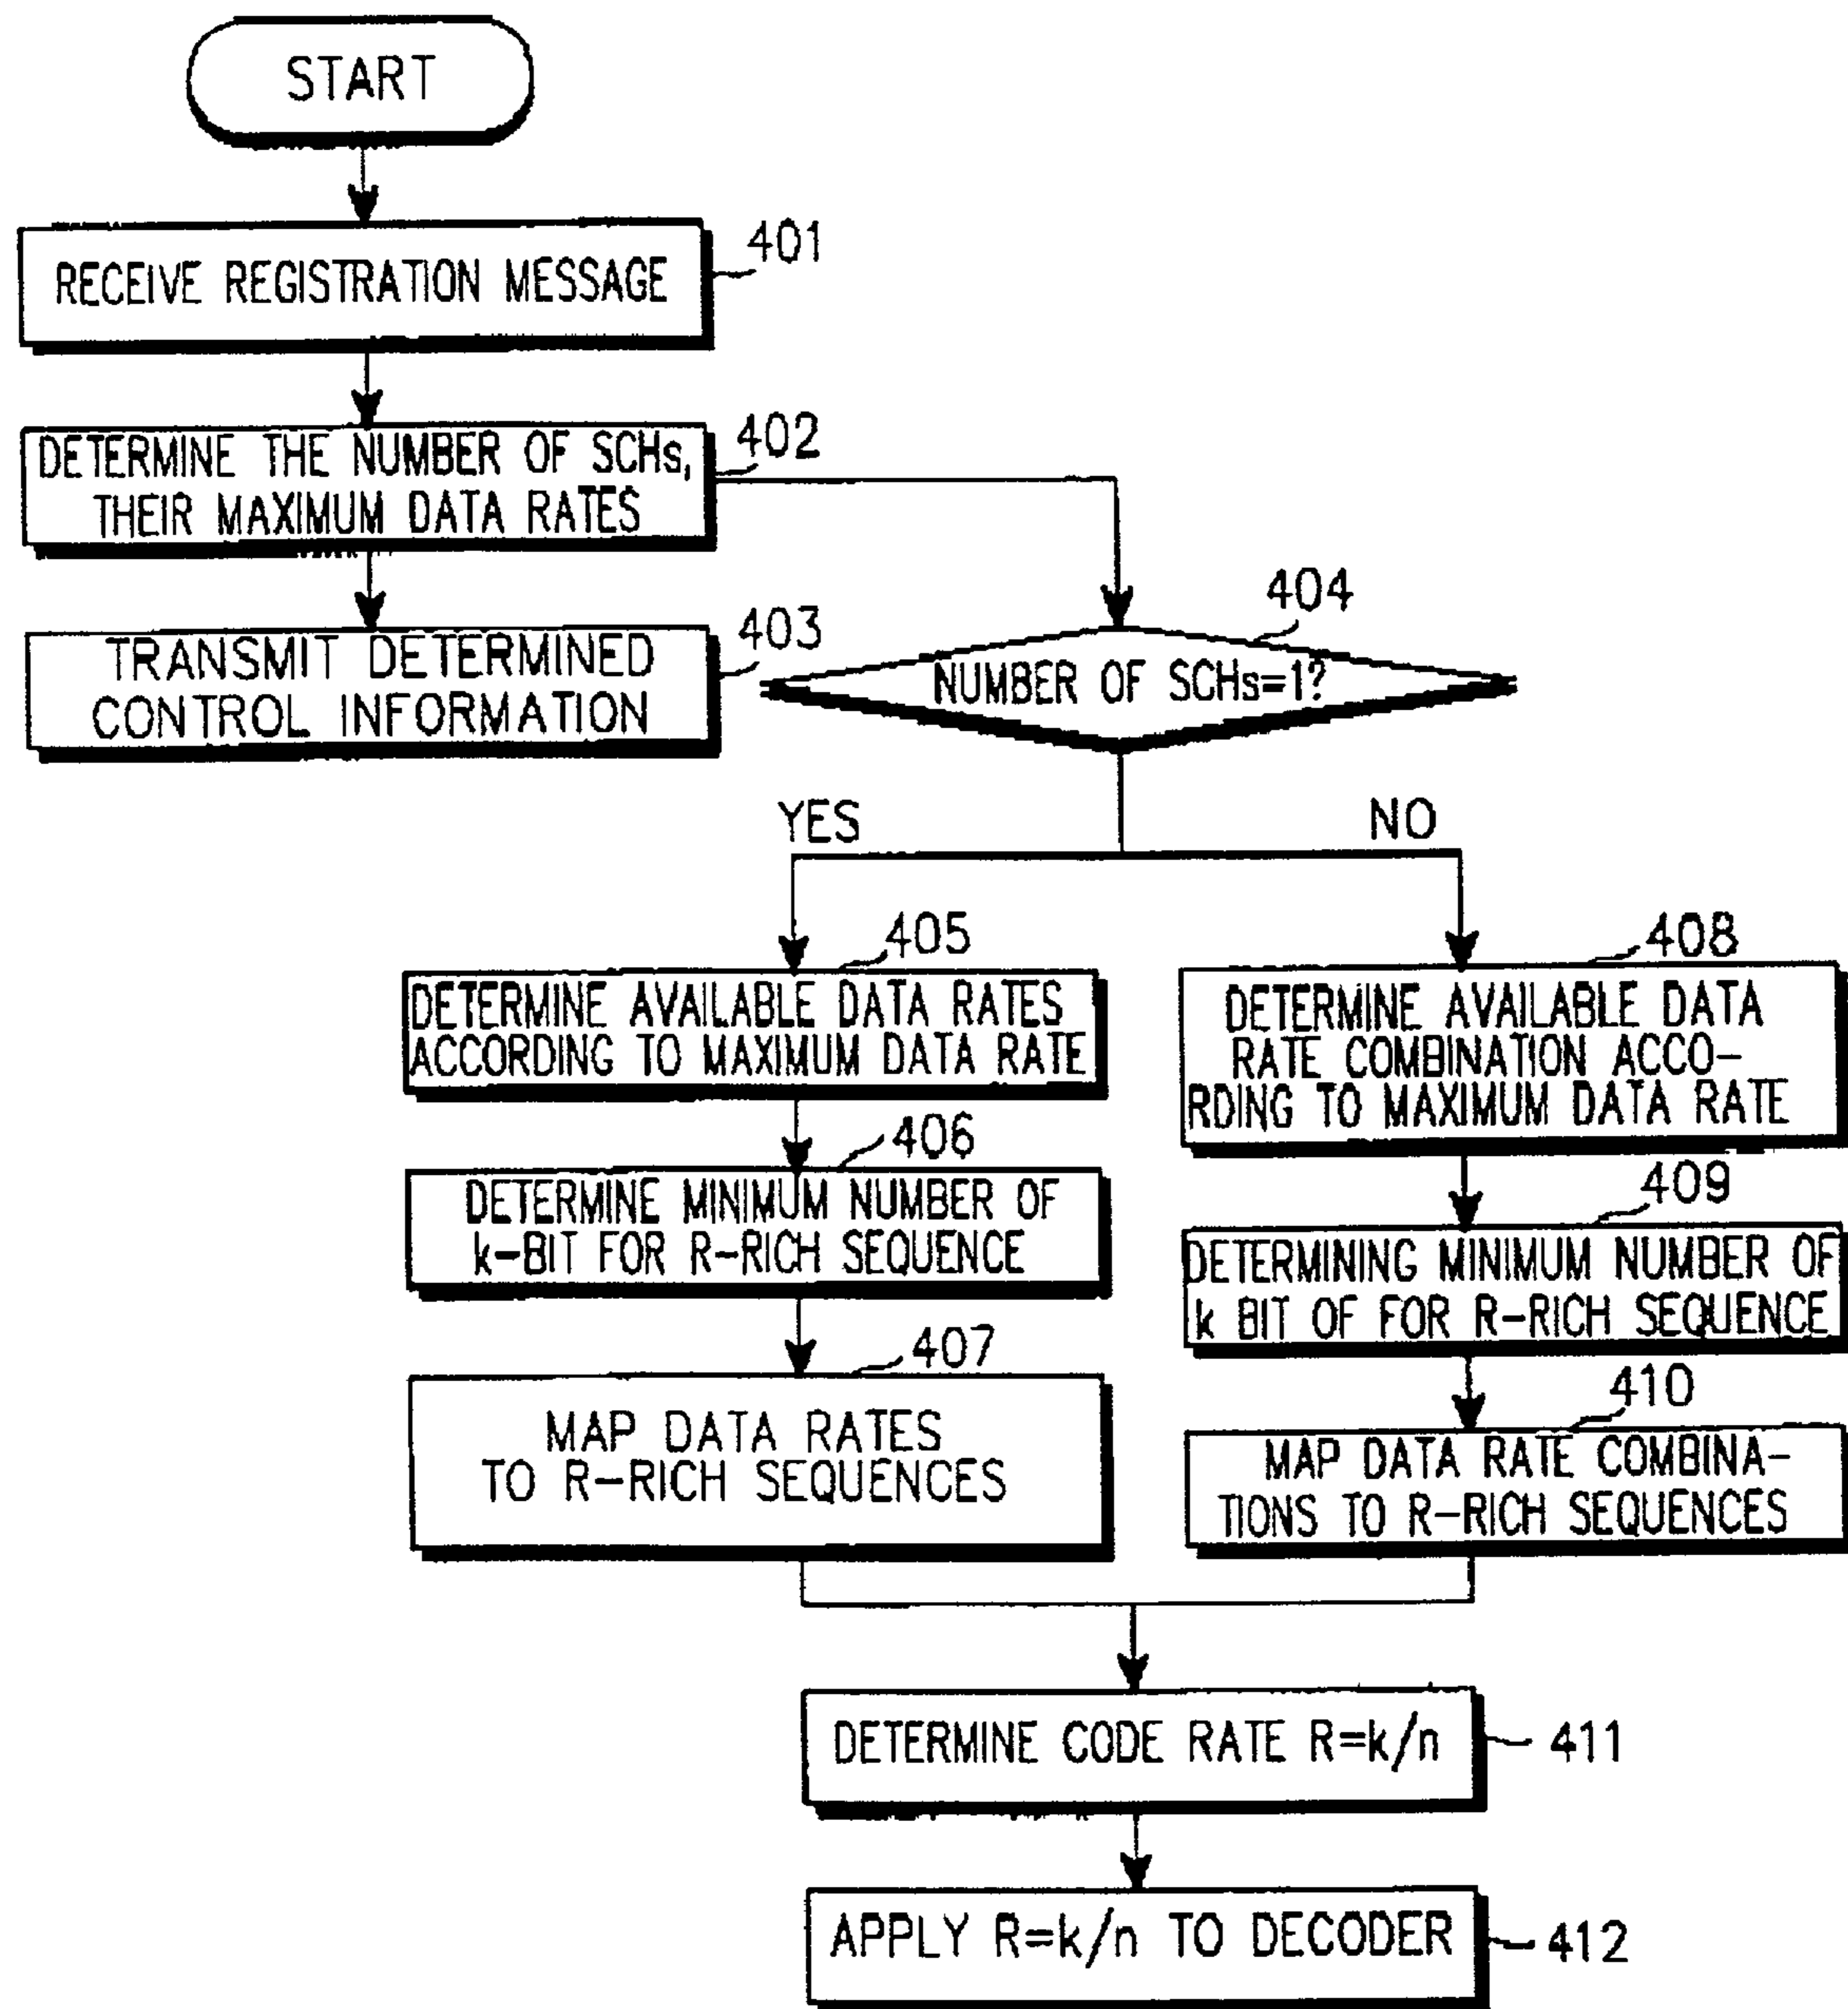 START
RECEIVE REGISTRATION MESSAGE
401
DETERMINE THE NUMBER OF SCHs,
THEIR MAXIMUM DATA RATES
402
TRANSMIT DETERMINED
CONTROL INFORMATION
403
404
NUMBER OF SCHs=1?
YES
NO
405
DETERMINE AVAILABLE DATA RATES
ACCORDING TO MAXIMUM DATA RATE
406
DETERMINE MINIMUM NUMBER OF
k-BIT FOR R-RICH SEQUENCE
407
MAP DATA RATES
TO R-RICH SEQUENCES
408
DETERMINE AVAILABLE DATA
RATE COMBINATION ACCO-
RDING TO MAXIMUM DATA RATE
409
DETERMINING MINIMUM NUMBER OF
k BIT OF FOR R-RICH SEQUENCE
410
MAP DATA RATE COMBINA-
TIONS TO R-RICH SEQUENCES
DETERMINE CODE RATE R=k/n
411
APPLY R=k/n TO DECODER
412